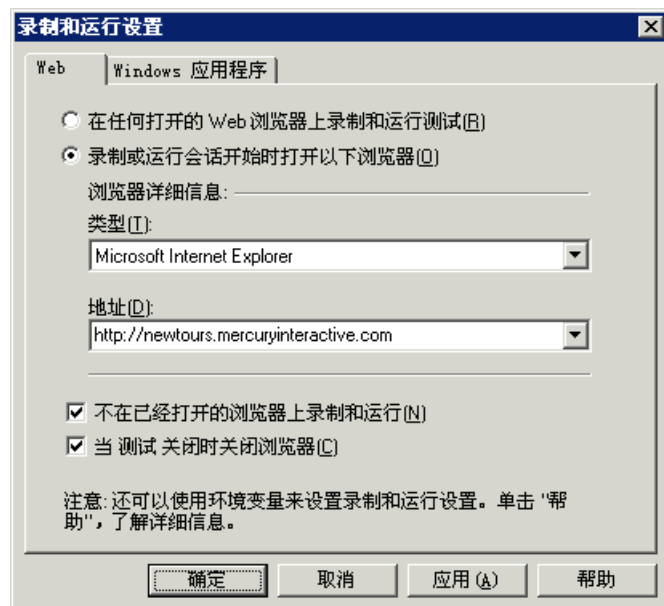 录制和运行设置
Web
Windows 应用程序
在任何打开的 Web 浏览器上录制和运行测试(R)
录制或运行会话开始时打开以下浏览器(O)
浏览器详细信息:
类型(T):
Microsoft Internet Explorer
地址(D):
http://newtours.mercuryinteractive.com
不在已经打开的浏览器上录制和运行(N)
当 测试 关闭时关闭浏览器(C)
注意: 还可以使用环境变量来设置录制和运行设置。单击 "帮
助", 了解详细信息。
确定
取消
应用(A)
帮助